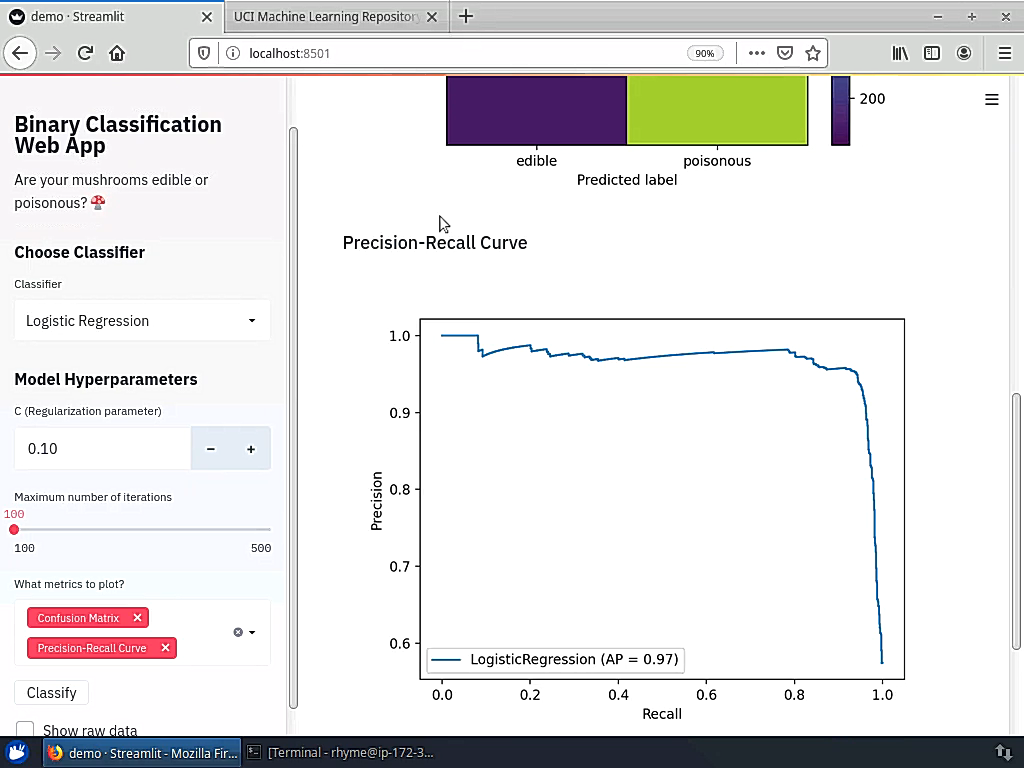 demo · Streamlit
UCI Machine Learning Repository
localhost:8501
90%
Binary Classification
Web App
Are your mushrooms edible or
poisonous? 🍄
Choose Classifier
Classifier
Logistic Regression
Model Hyperparameters
C (Regularization parameter)
0.10
Maximum number of iterations
100
100 500
What metrics to plot?
Confusion Matrix
Precision-Recall Curve
Classify
Show raw data
200
edible poisonous
Predicted label
Precision-Recall Curve
1.0
0.9
0.8
0.7
0.6
Precision
LogisticRegression (AP = 0.97)
0.0 0.2 0.4 0.6 0.8 1.0
Recall
demo · Streamlit - Mozilla Fir...
[Terminal - rhyme@ip-172-3...